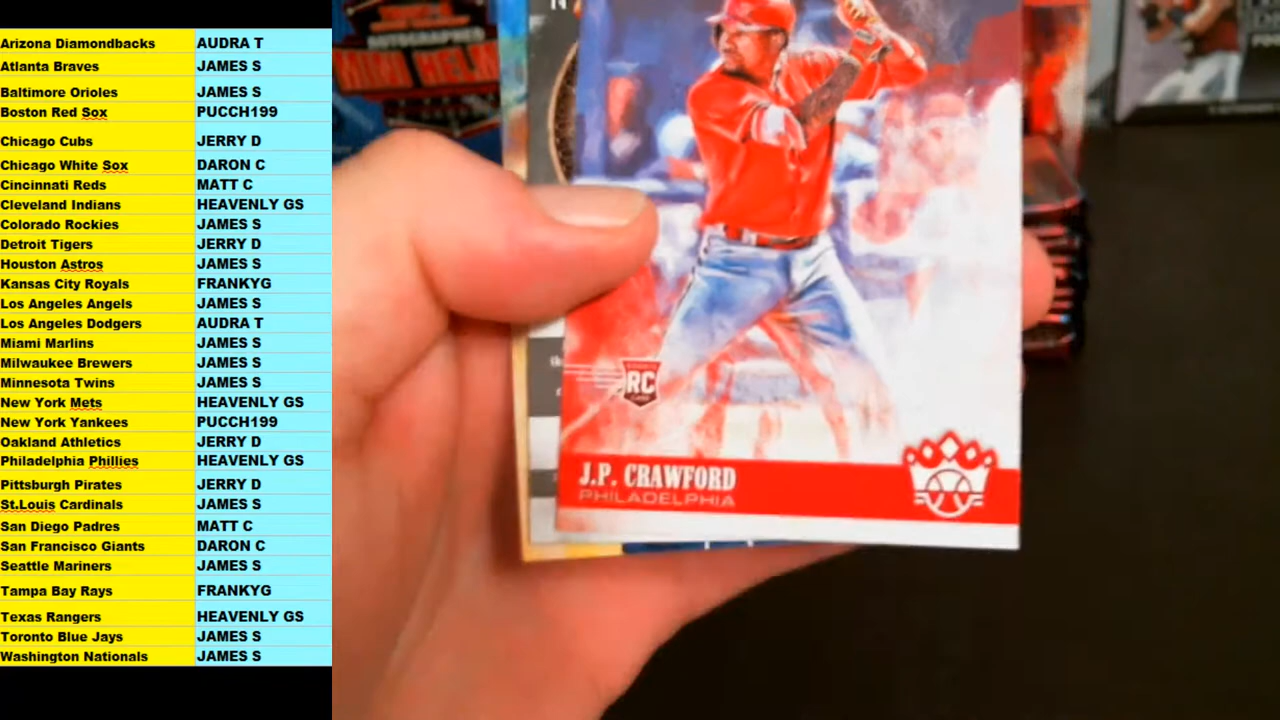 Arizona Diamondbacks AUDRA T
Atlanta Braves JAMES S
Baltimore Orioles JAMES S
Boston Red Sox PUCCH199
Chicago Cubs JERRY D
Chicago White Sox DARON C
Cincinnati Reds MATT C
Cleveland Indians HEAVENLY GS
Colorado Rockies JAMES S
Detroit Tigers JERRY D
Houston Astros JAMES S
Kansas City Royals FRANKYG
Los Angeles Angels JAMES S
Los Angeles Dodgers AUDRA T
Miami Marlins JAMES S
Milwaukee Brewers JAMES S
Minnesota Twins JAMES S
New York Mets HEAVENLY GS
New York Yankees PUCCH199
Oakland Athletics JERRY D
Philadelphia Phillies HEAVENLY GS
Pittsburgh Pirates JERRY D
St.Louis Cardinals JAMES S
San Diego Padres MATT C
San Francisco Giants DARON C
Seattle Mariners JAMES S
Tampa Bay Rays FRANKYG
Texas Rangers HEAVENLY GS
Toronto Blue Jays JAMES S
Washington Nationals JAMES S
AUTOGRAPHED
MINI
RC
J.P. CRAWFORD
PHILADELPHIA